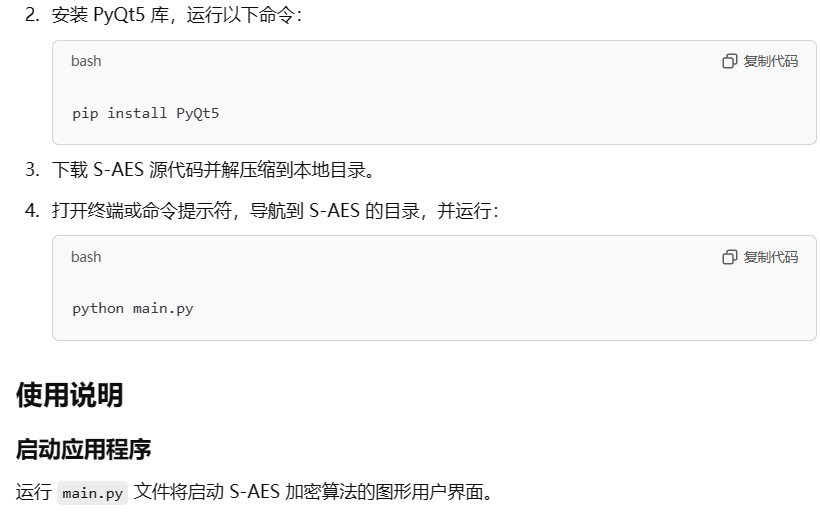 2. 安装 PyQt5 库，运行以下命令：
bash 复制代码
pip install PyQt5
3. 下载 S-AES 源代码并解压缩到本地目录。
4. 打开终端或命令提示符，导航到 S-AES 的目录，并运行：
bash 复制代码
python main.py
使用说明
启动应用程序
运行 main.py 文件将启动 S-AES 加密算法的图形用户界面。